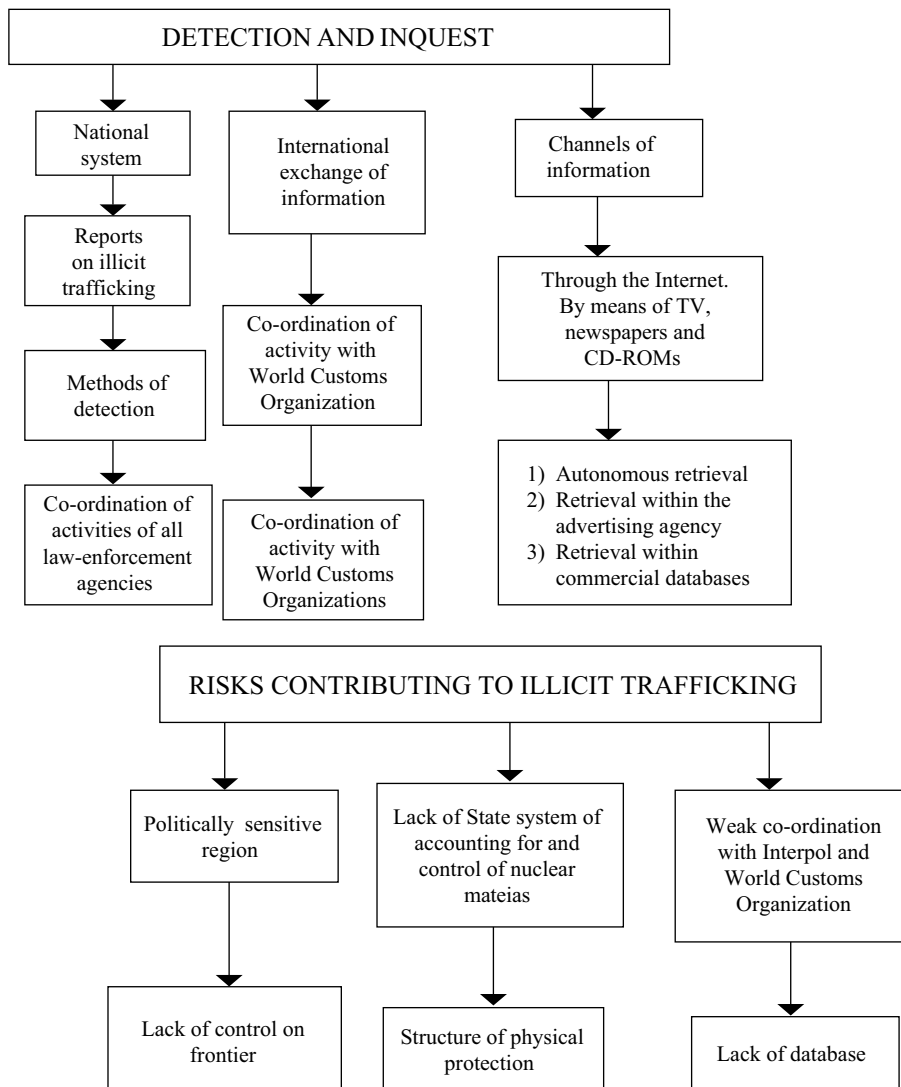 DETECTION AND INQUEST
National
system
Reports
on illicit
trafficking
Methods of
detection
Co-ordination of
activities of all
law-enforcement
agencies
International
exchange of
information
Co-ordination of
activity with
World Customs
Organization
Co-ordination of
activity with
World Customs
Organizations
Channels of
information
Through the Internet.
By means of TV,
newspapers and
CD-ROMs
1) Autonomous retrieval
2) Retrieval within the
advertising agency
3) Retrieval within
commercial databases
RISKS CONTRIBUTING TO ILLICIT TRAFFICKING
Politically sensitive
region
Lack of control on
frontier
Lack of State system of
accounting for and
control of nuclear
mateias
Structure of physical
protection
Weak co-ordination
with Interpol and
World Customs
Organization
Lack of database